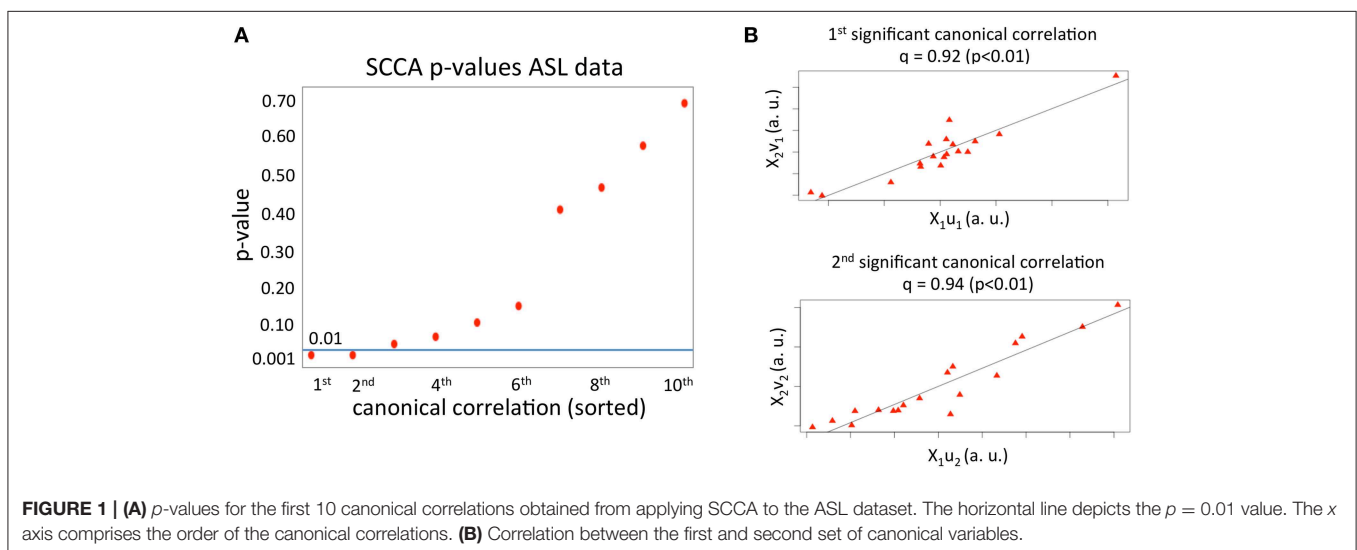 A
SCCA p-values ASL data
p-value
0.70
0.60
0.50
0.40
0.30
0.20
0.10
0.01
0.001
1st 2nd 4th 6th 8th 10th
canonical correlation (sorted)
B
1st significant canonical correlation
q = 0.92 (p<0.01)
X2v1 (a. u.)
X1u1 (a. u.)
2nd significant canonical correlation
q = 0.94 (p<0.01)
X2v2 (a. u.)
X1u2 (a. u.)
FIGURE 1 | (A) p-values for the first 10 canonical correlations obtained from applying SCCA to the ASL dataset. The horizontal line depicts the p = 0.01 value. The x
axis comprises the order of the canonical correlations. (B) Correlation between the first and second set of canonical variables.